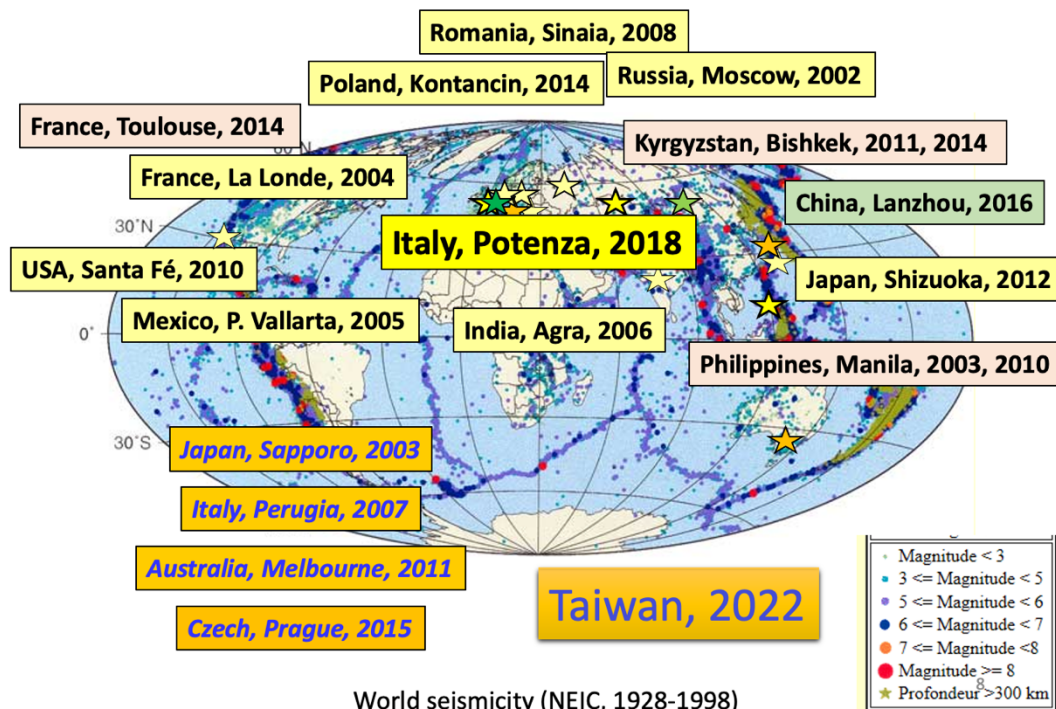 Romania, Sinaia, 2008
Poland, Kontancin, 2014
Russia, Moscow, 2002
France, Toulouse, 2014
Kyrgyzstan, Bishkek, 2011, 2014
France, La Londe, 2004
China, Lanzhou, 2016
30°N
Italy, Potenza, 2018
USA, Santa Fé, 2010
Japan, Shizuoka, 2012
Mexico, P. Vallarta, 2005
India, Agra, 2006
0°
Philippines, Manila, 2003, 2010
30°S
Japan, Sapporo, 2003
Italy, Perugia, 2007
Australia, Melbourne, 2011
Czech, Prague, 2015
Taiwan, 2022
Magnitude < 3
3 <= Magnitude < 5
5 <= Magnitude < 6
6 <= Magnitude < 7
7 <= Magnitude <8
Magnitude >= 8
8
Profondeur >300 km
World seismicity (NEIC, 1928-1998)